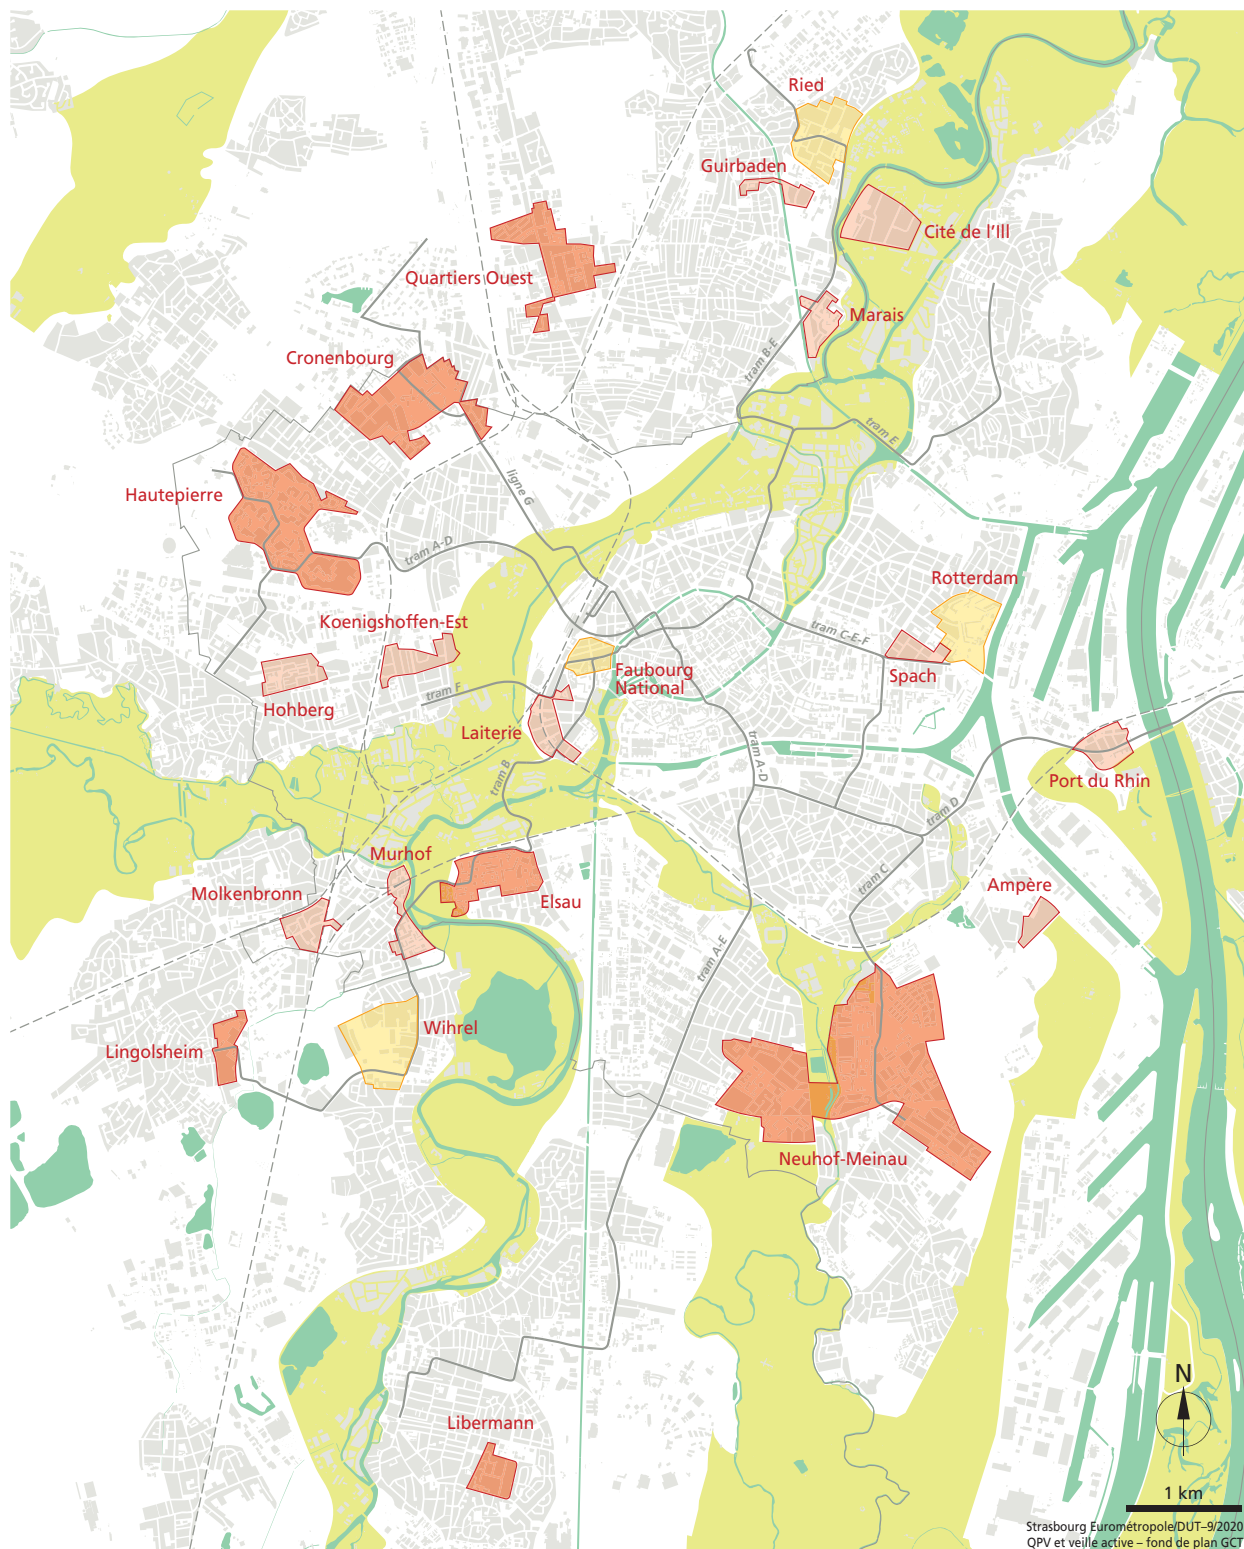 Ried
Guirbaden
Cité de l'Ill
Quartiers Ouest
Marais
tram B-E
Cronenbourg
tram E
ligne G
Hautepierre
tram A-D
Rotterdam
Koenigshoffen-Est
tram C-E-F
Faubourg
National
Spach
tram F
Hohberg
Laiterie
tram A-D
tram B
Port du Rhin
tram D
Murhof
tram C
Molkenbronn
Elsau
Ampère
tram A-E
Wihrel
Lingolsheim
Neuhof-Meinau
N
Libermann
1 km
Strasbourg Eurométropole/DUT–9/2020
QPV et veille active – fond de plan GCT